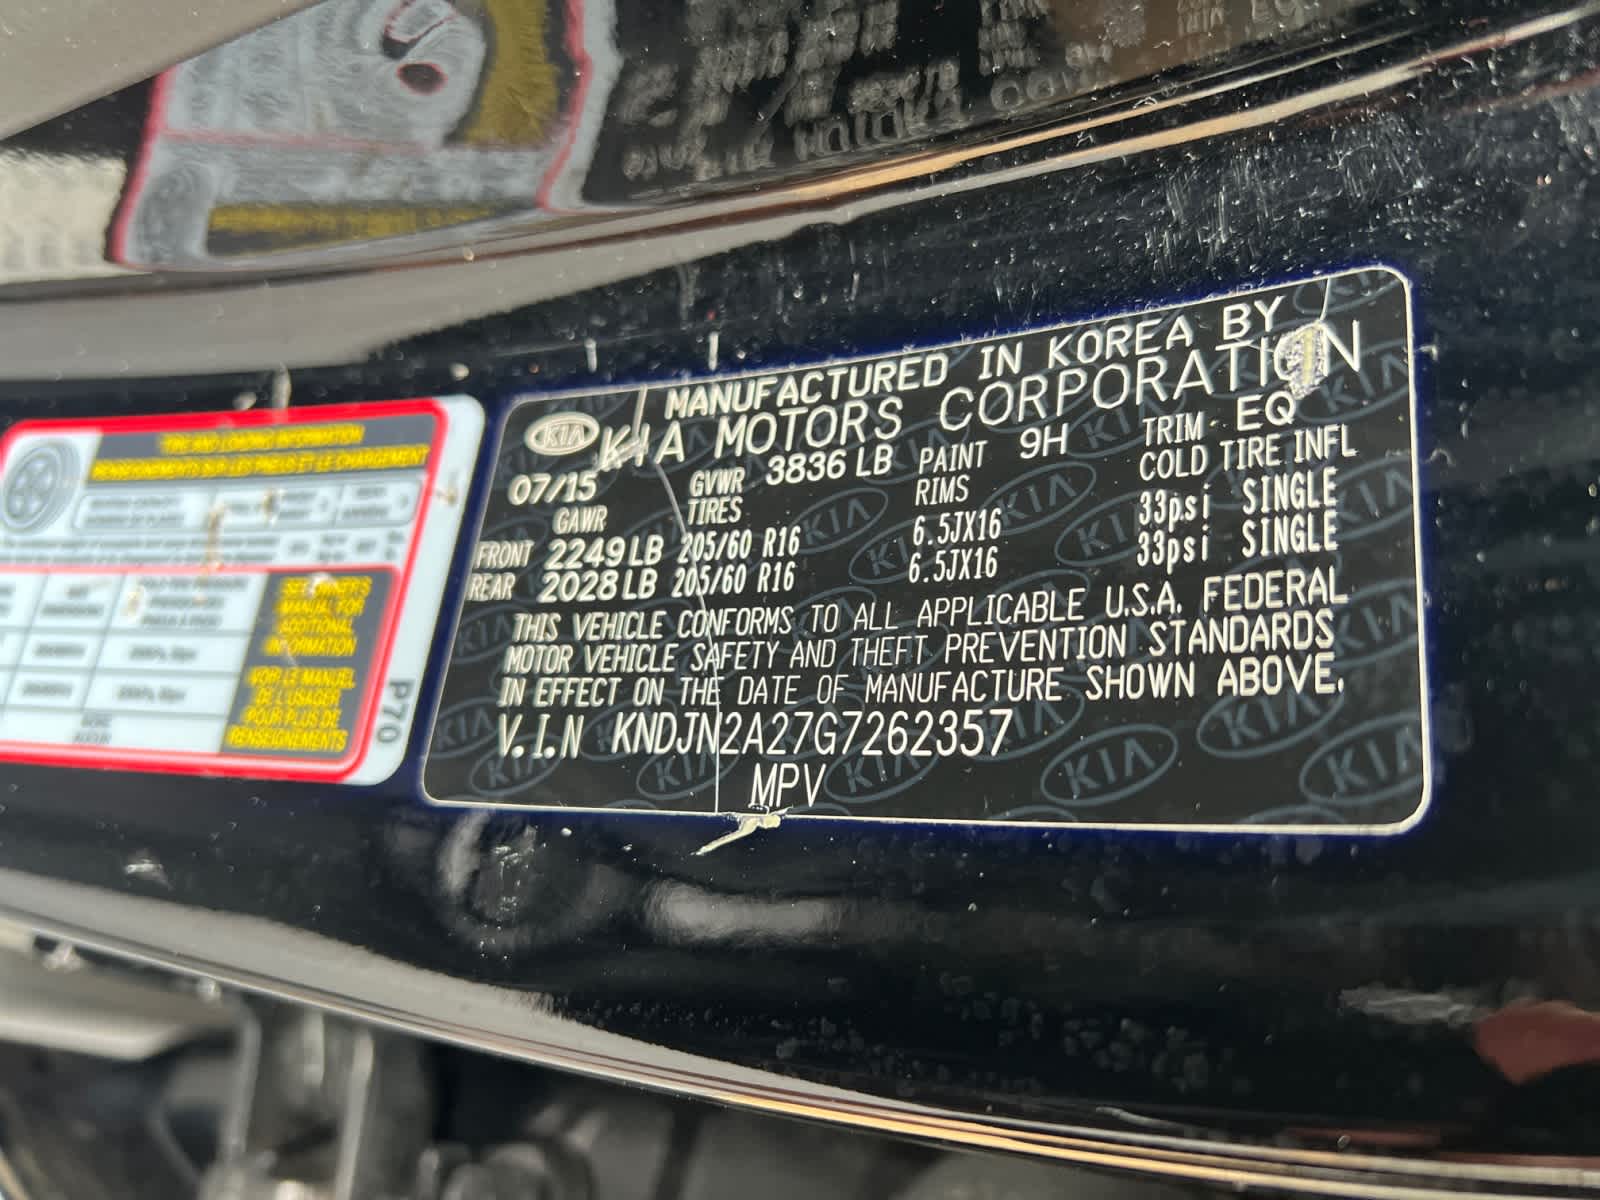 MANUFACTURED IN KOREA BY
KIA KIA MOTORS CORPORATION
07/15 GVWR 3836 LB PAINT 9H TRIM EQ
GAWR TIRES RIMS COLD TIRE INFL
FRONT 2249 LB 205/60 R16 6.5JX16 33psi SINGLE
REAR 2028 LB 205/60 R16 6.5JX16 33psi SINGLE
THIS VEHICLE CONFORMS TO ALL APPLICABLE U.S.A. FEDERAL
MOTOR VEHICLE SAFETY AND THEFT PREVENTION STANDARDS
IN EFFECT ON THE DATE OF MANUFACTURE SHOWN ABOVE.
V.I.N KNDJN2A27G7262357
MPV
TIRE AND LOADING INFORMATION
RENSEIGNEMENTS SUR LES PNEUS ET LE CHARGEMENT
SEE OWNER'S
MANUAL FOR
ADDITIONAL
INFORMATION
VOIR LE MANUEL
DE L'USAGER
POUR PLUS DE
RENSEIGNEMENTS
P70